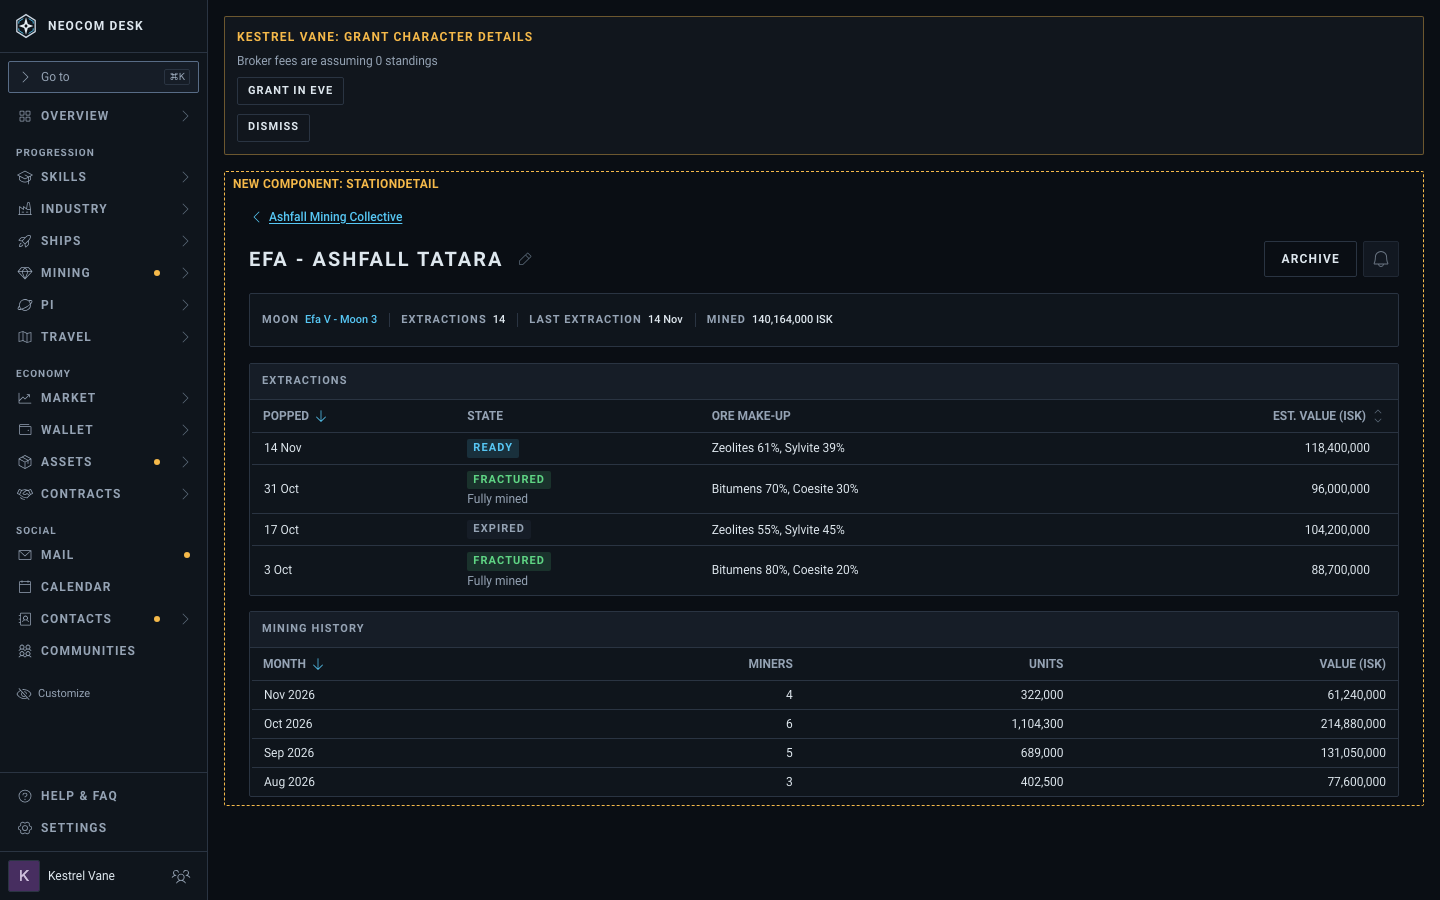 NEOCOM DESK
Go to ⌘K
OVERVIEW
PROGRESSION
SKILLS
INDUSTRY
SHIPS
MINING
PI
TRAVEL
ECONOMY
MARKET
WALLET
ASSETS
CONTRACTS
SOCIAL
MAIL
CALENDAR
CONTACTS
COMMUNITIES
Customize
HELP & FAQ
SETTINGS
K Kestrel Vane
KESTREL VANE: GRANT CHARACTER DETAILS
Broker fees are assuming 0 standings
GRANT IN EVE
DISMISS
NEW COMPONENT: STATIONDETAIL
Ashfall Mining Collective
EFA - ASHFALL TATARA
ARCHIVE
MOON Efa V - Moon 3 EXTRACTIONS 14 LAST EXTRACTION 14 Nov MINED 140,164,000 ISK
EXTRACTIONS
POPPED STATE ORE MAKE-UP EST. VALUE (ISK)
14 Nov READY Zeolites 61%, Sylvite 39% 118,400,000
31 Oct FRACTURED Fully mined Bitumens 70%, Coesite 30% 96,000,000
17 Oct EXPIRED Zeolites 55%, Sylvite 45% 104,200,000
3 Oct FRACTURED Fully mined Bitumens 80%, Coesite 20% 88,700,000
MINING HISTORY
MONTH MINERS UNITS VALUE (ISK)
Nov 2026 4 322,000 61,240,000
Oct 2026 6 1,104,300 214,880,000
Sep 2026 5 689,000 131,050,000
Aug 2026 3 402,500 77,600,000